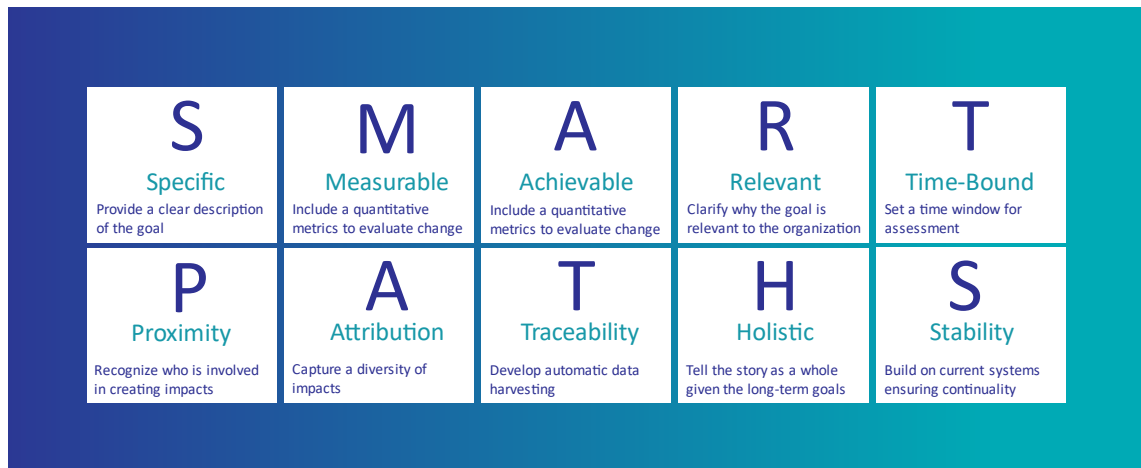 S
Specific
Provide a clear description
of the goal
M
Measurable
Include a quantitative
metrics to evaluate change
A
Achievable
Include a quantitative
metrics to evaluate change
R
Relevant
Clarify why the goal is
relevant to the organization
T
Time-Bound
Set a time window for
assessment
P
Proximity
Recognize who is involved
in creating impacts
A
Attribution
Capture a diversity of
impacts
T
Traceability
Develop automatic data
harvesting
H
Holistic
Tell the story as a whole
given the long-term goals
S
Stability
Build on current systems
ensuring continuality